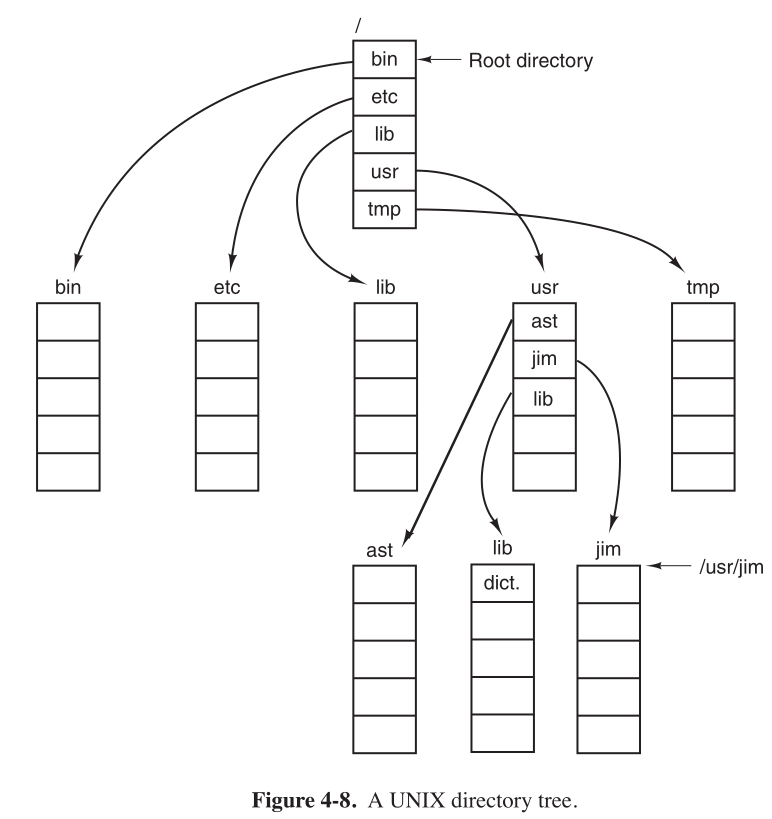 /
bin
Root directory
etc
lib
usr
tmp
bin
etc
lib
usr
tmp
ast
jim
lib
ast
lib
jim
/usr/jim
dict.
Figure 4-8. A UNIX directory tree.